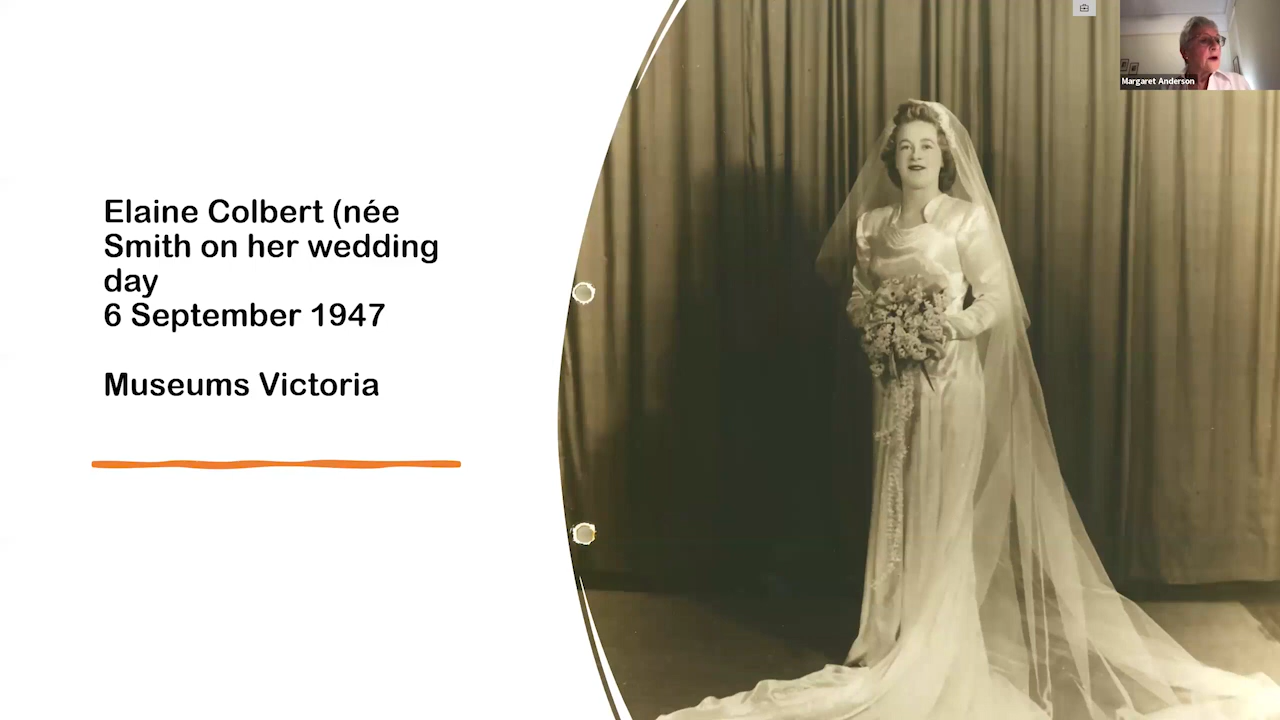 Elaine Colbert (née
Smith on her wedding
day
6 September 1947
Museums Victoria
Margaret Anderson